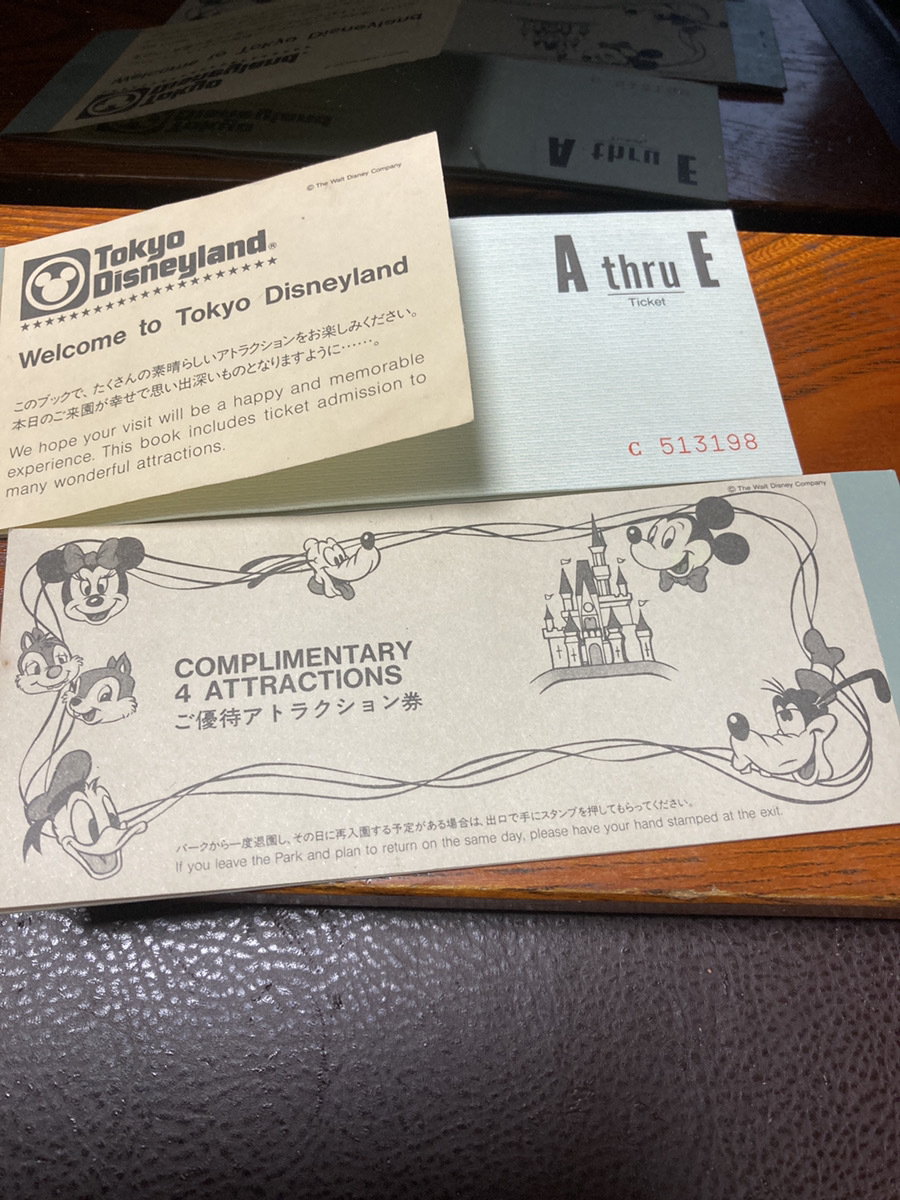 © The Walt Disney Company
Tokyo
Disneyland®
Welcome to Tokyo Disneyland
このブックで、たくさんの素晴らしいアトラクションをお楽しみください。
本日のご来園が幸せで思い出深いものとなりますように……。
We hope your visit will be a happy and memorable
experience. This book includes ticket admission to
many wonderful attractions.
A thru E
Ticket
C 513198
© The Walt Disney Company
COMPLIMENTARY
4 ATTRACTIONS
ご優待アトラクション券
パークから一度退園し、その日に再入園する予定がある場合は、出口で手にスタンプを押してもらってください。
If you leave the Park and plan to return on the same day, please have your hand stamped at the exit.